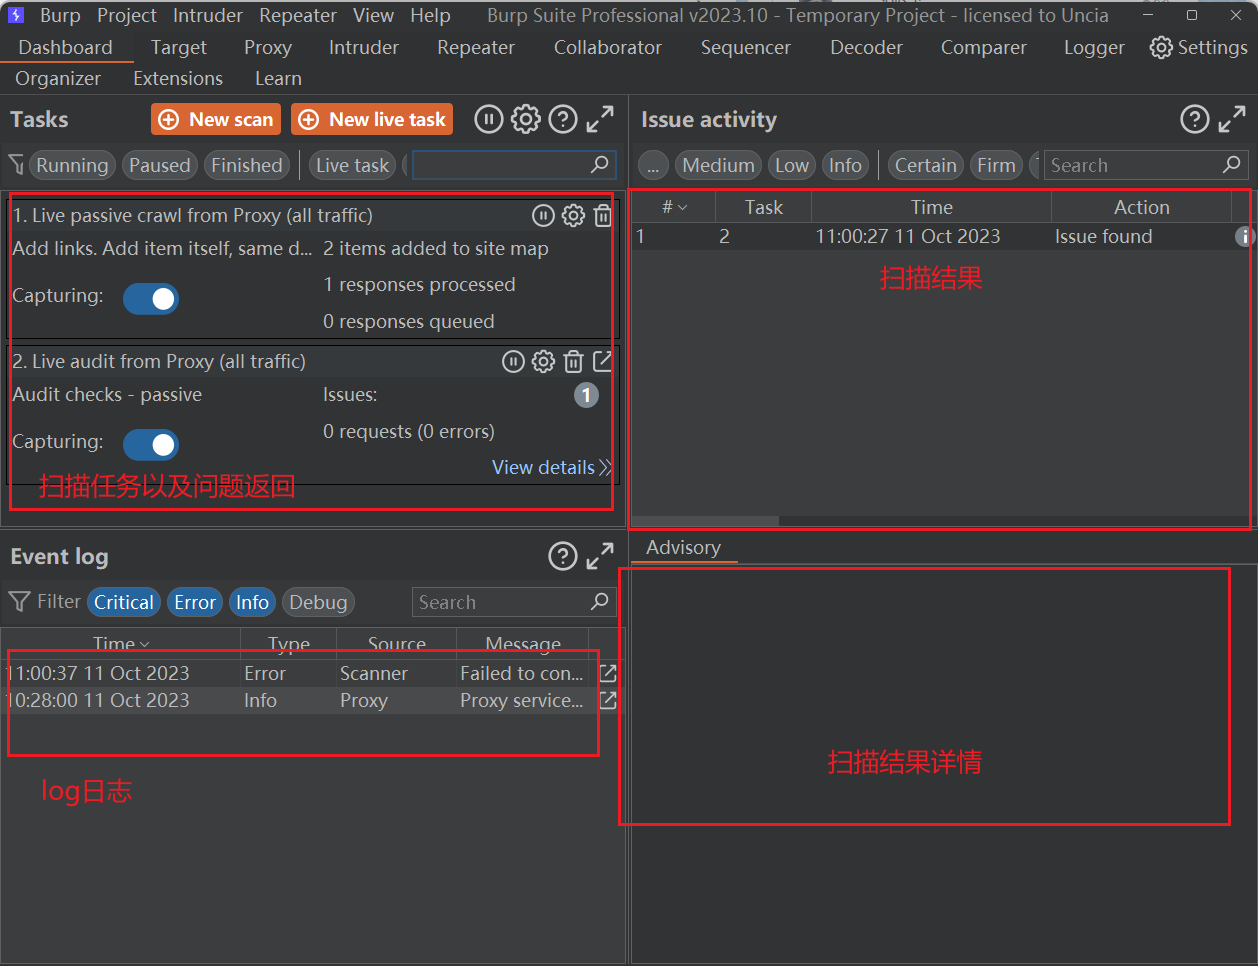 Burp Project Intruder Repeater View Help Burp Suite Professional v2023.10 - Temporary Project - licensed to Uncia
Dashboard Target Proxy Intruder Repeater Collaborator Sequencer Decoder Comparer Logger Settings
Organizer Extensions Learn
Tasks New scan New live task
Running Paused Finished Live task
1. Live passive crawl from Proxy (all traffic)
Add links. Add item itself, same d... 2 items added to site map
1 responses processed
Capturing:
0 responses queued
2. Live audit from Proxy (all traffic)
Audit checks - passive Issues: 1
0 requests (0 errors)
Capturing:
View details
扫描任务以及问题返回
Issue activity
... Medium Low Info Certain Firm Search
# Task Time Action
1 2 11:00:27 11 Oct 2023 Issue found
扫描结果
Event log
Filter Critical Error Info Debug Search
Time Type Source Message
11:00:37 11 Oct 2023 Error Scanner Failed to con...
10:28:00 11 Oct 2023 Info Proxy Proxy service...
log日志
Advisory
扫描结果详情